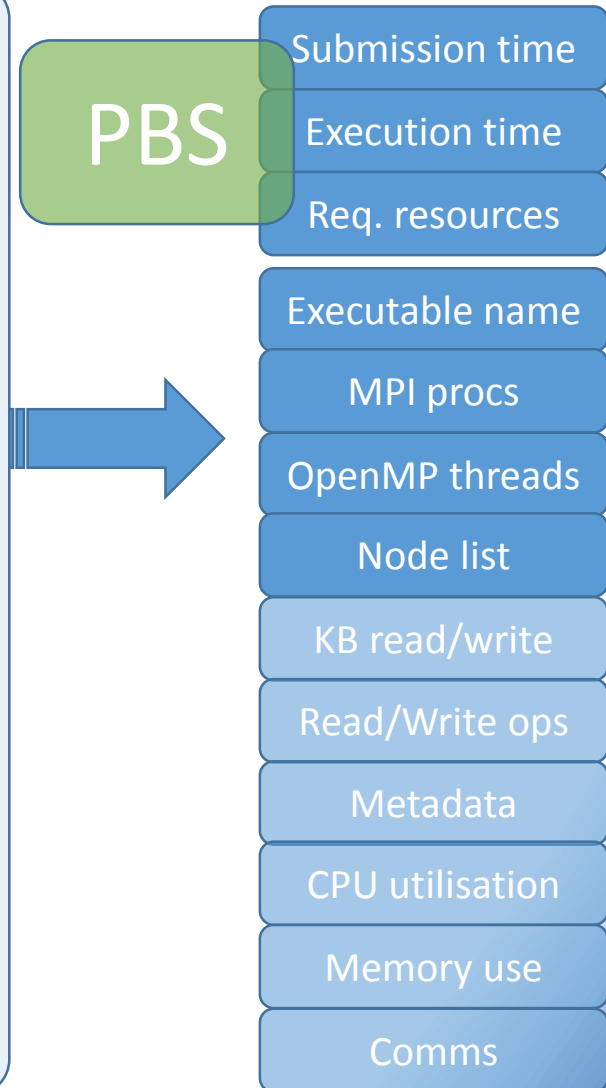 PBS
Submission time
Execution time
Req. resources
Executable name
MPI procs
OpenMP threads
Node list
KB read/write
Read/Write ops
Metadata
CPU utilisation
Memory use
Comms